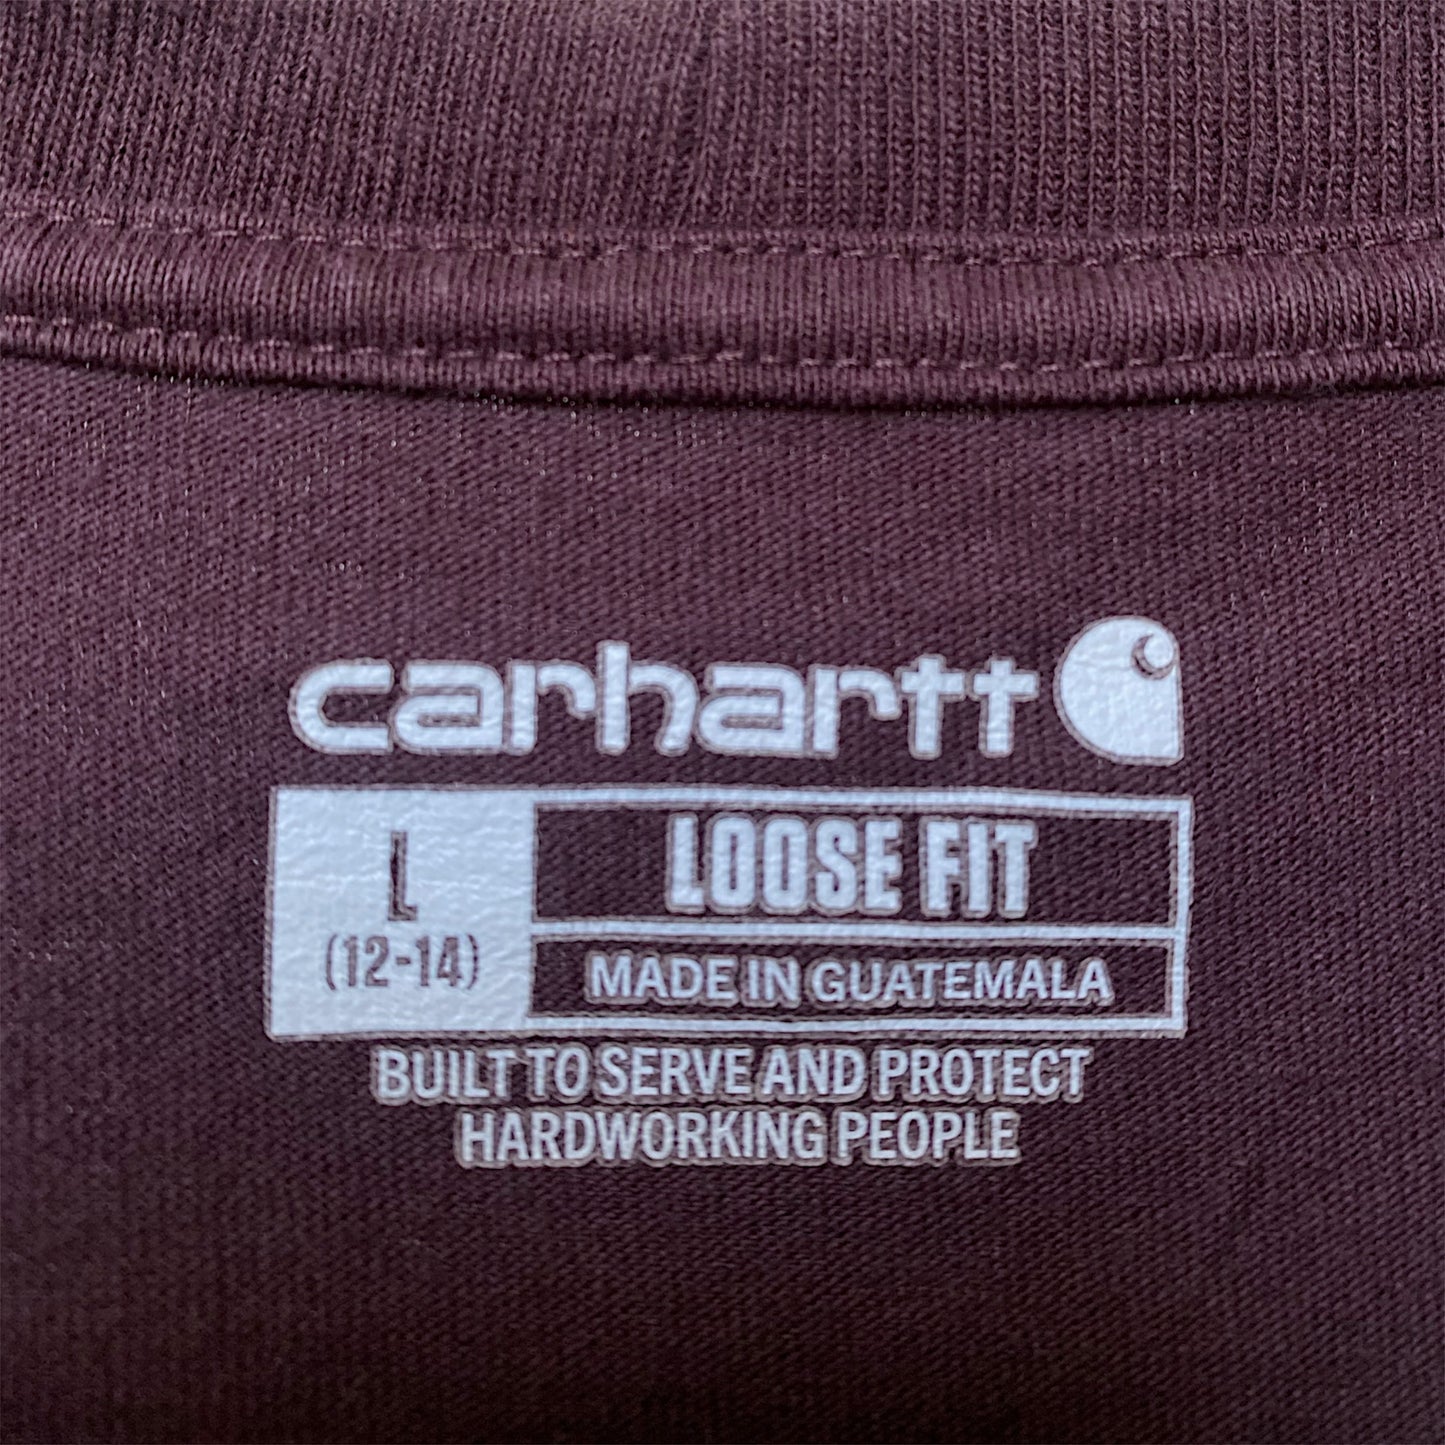 carhartt
L
(12-14)
LOOSE FIT
MADE IN GUATEMALA
BUILT TO SERVE AND PROTECT
HARDWORKING PEOPLE